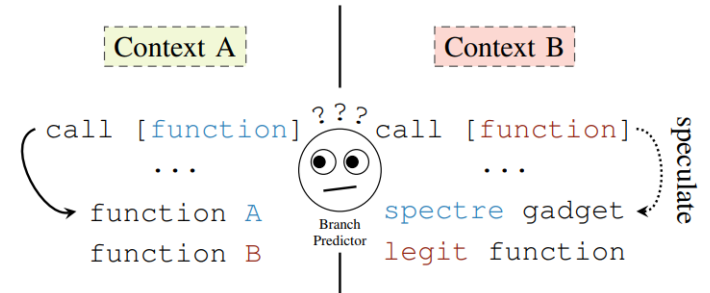 Context A
Context B
? ? ?
call [function]
call [function]
...
...
speculate
function A
spectre gadget
Branch
Predictor
function B
legit function